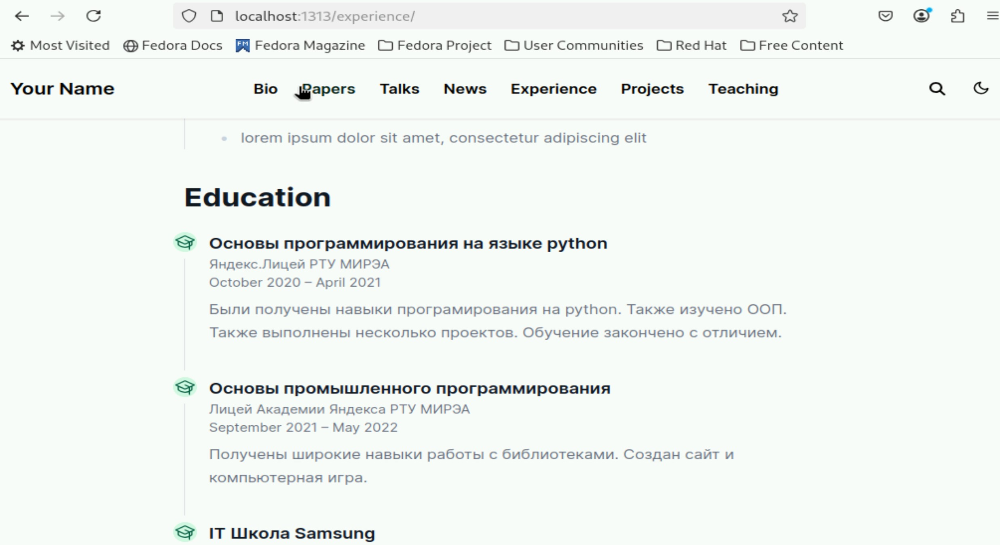 localhost:1313/experience/
Most Visited Fedora Docs FM Fedora Magazine Fedora Project User Communities Red Hat Free Content
Your Name Bio Papers Talks News Experience Projects Teaching
• lorem ipsum dolor sit amet, consectetur adipiscing elit
Education
Основы программирования на языке python
Яндекс.Лицей РТУ МИРЭА
October 2020 – April 2021
Были получены навыки програмирования на python. Также изучено ООП.
Также выполнены несколько проектов. Обучение закончено с отличием.
Основы промышленного программирования
Лицей Академии Яндекса РТУ МИРЭА
September 2021 – May 2022
Получены широкие навыки работы с библиотеками. Создан сайт и
компьютерная игра.
IT Школа Samsung